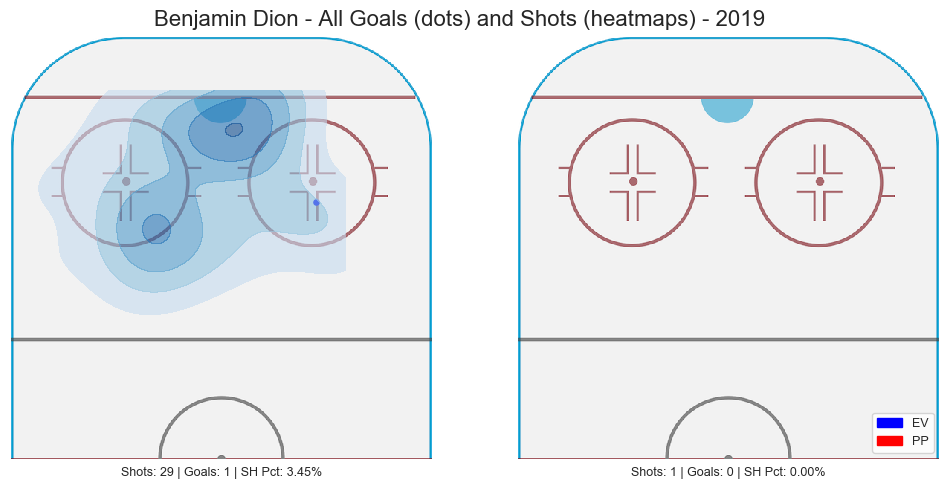 Benjamin Dion - All Goals (dots) and Shots (heatmaps) - 2019
EV
PP
Shots: 29 | Goals: 1 | SH Pct: 3.45%
Shots: 1 | Goals: 0 | SH Pct: 0.00%